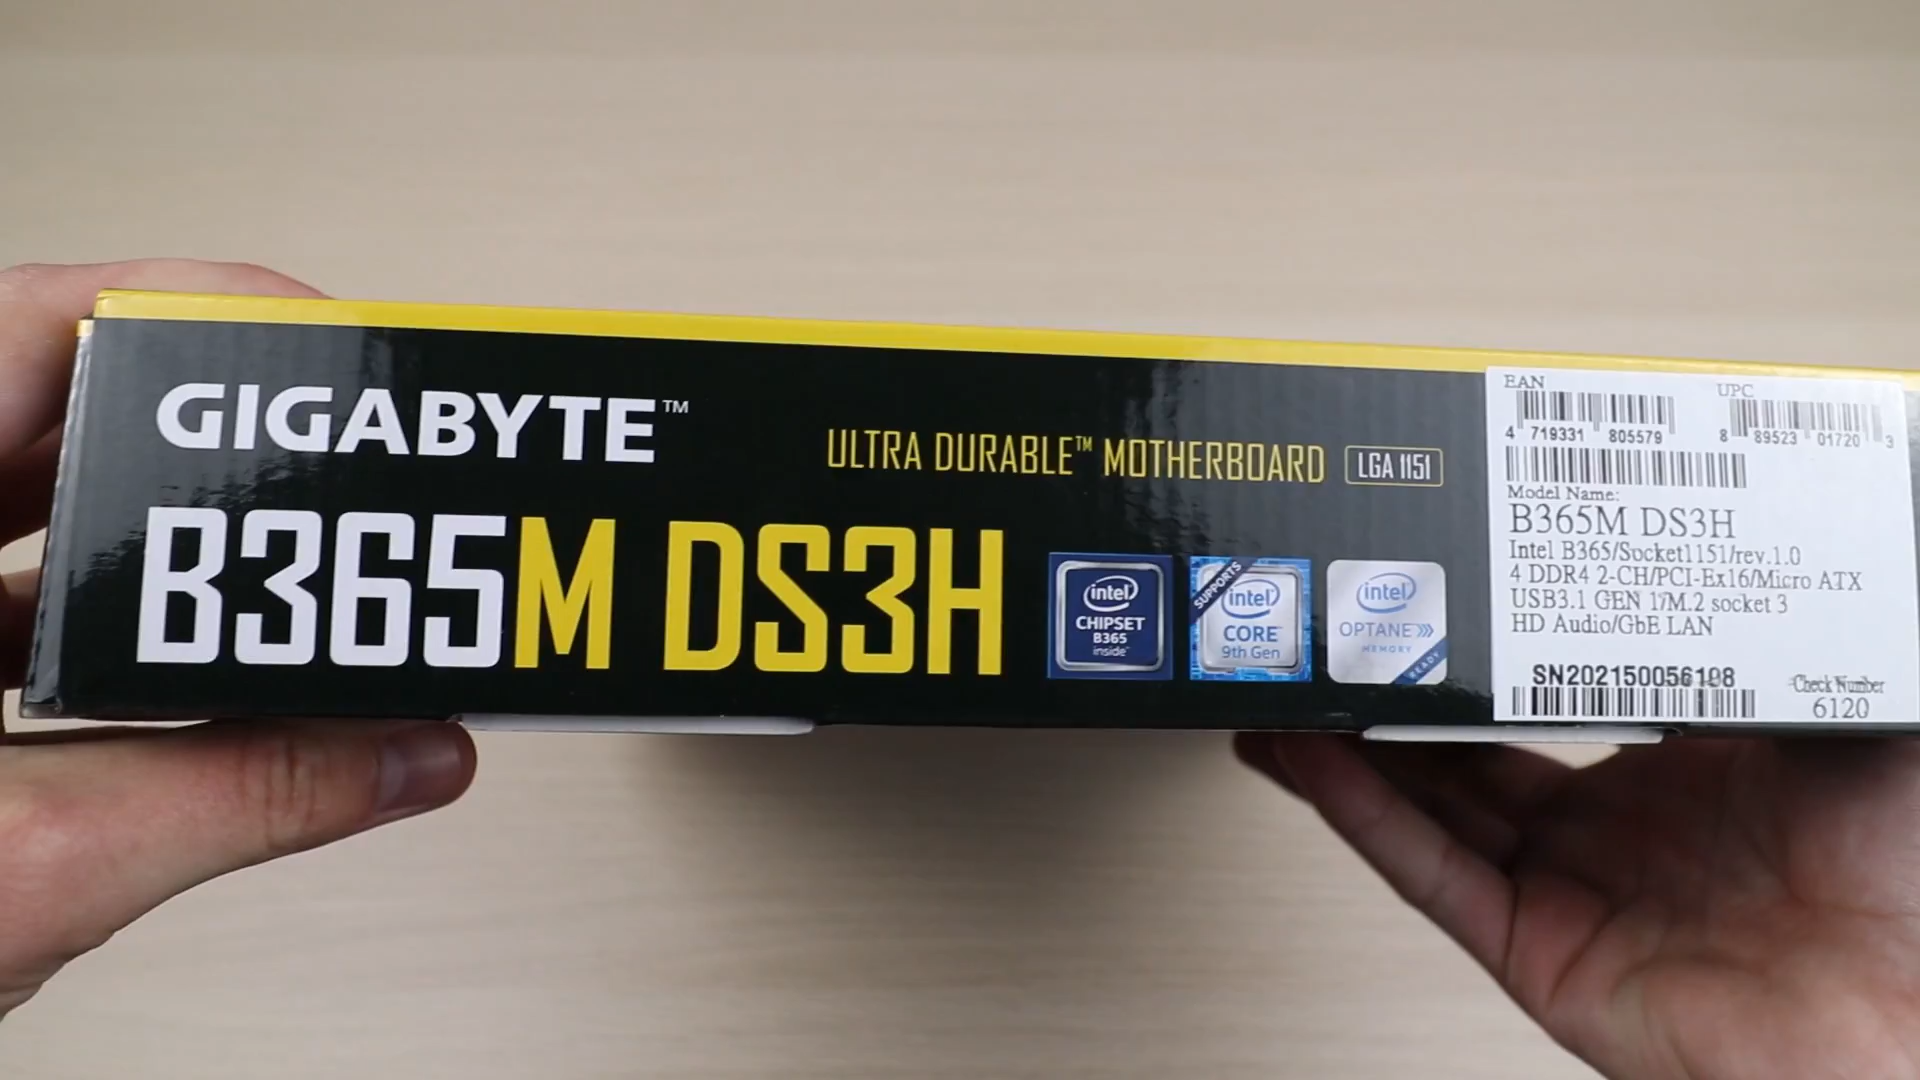 GIGABYTE™
ULTRA DURABLE™ MOTHERBOARD LGA 1151
B365M DS3H
intel
CHIPSET
B365
inside™
SUPPORTS
intel
CORE™
9th Gen
intel
OPTANE
MEMORY
READY
EAN
4 719331 805579
UPC
8 89523 01720 3
Model Name:
B365M DS3H
Intel B365/Socket1151/rev.1.0
4 DDR4 2-CH/PCI-Ex16/Micro ATX
USB3.1 GEN 1/M.2 socket 3
HD Audio/GbE LAN
SN202150056198
Check Number
6120